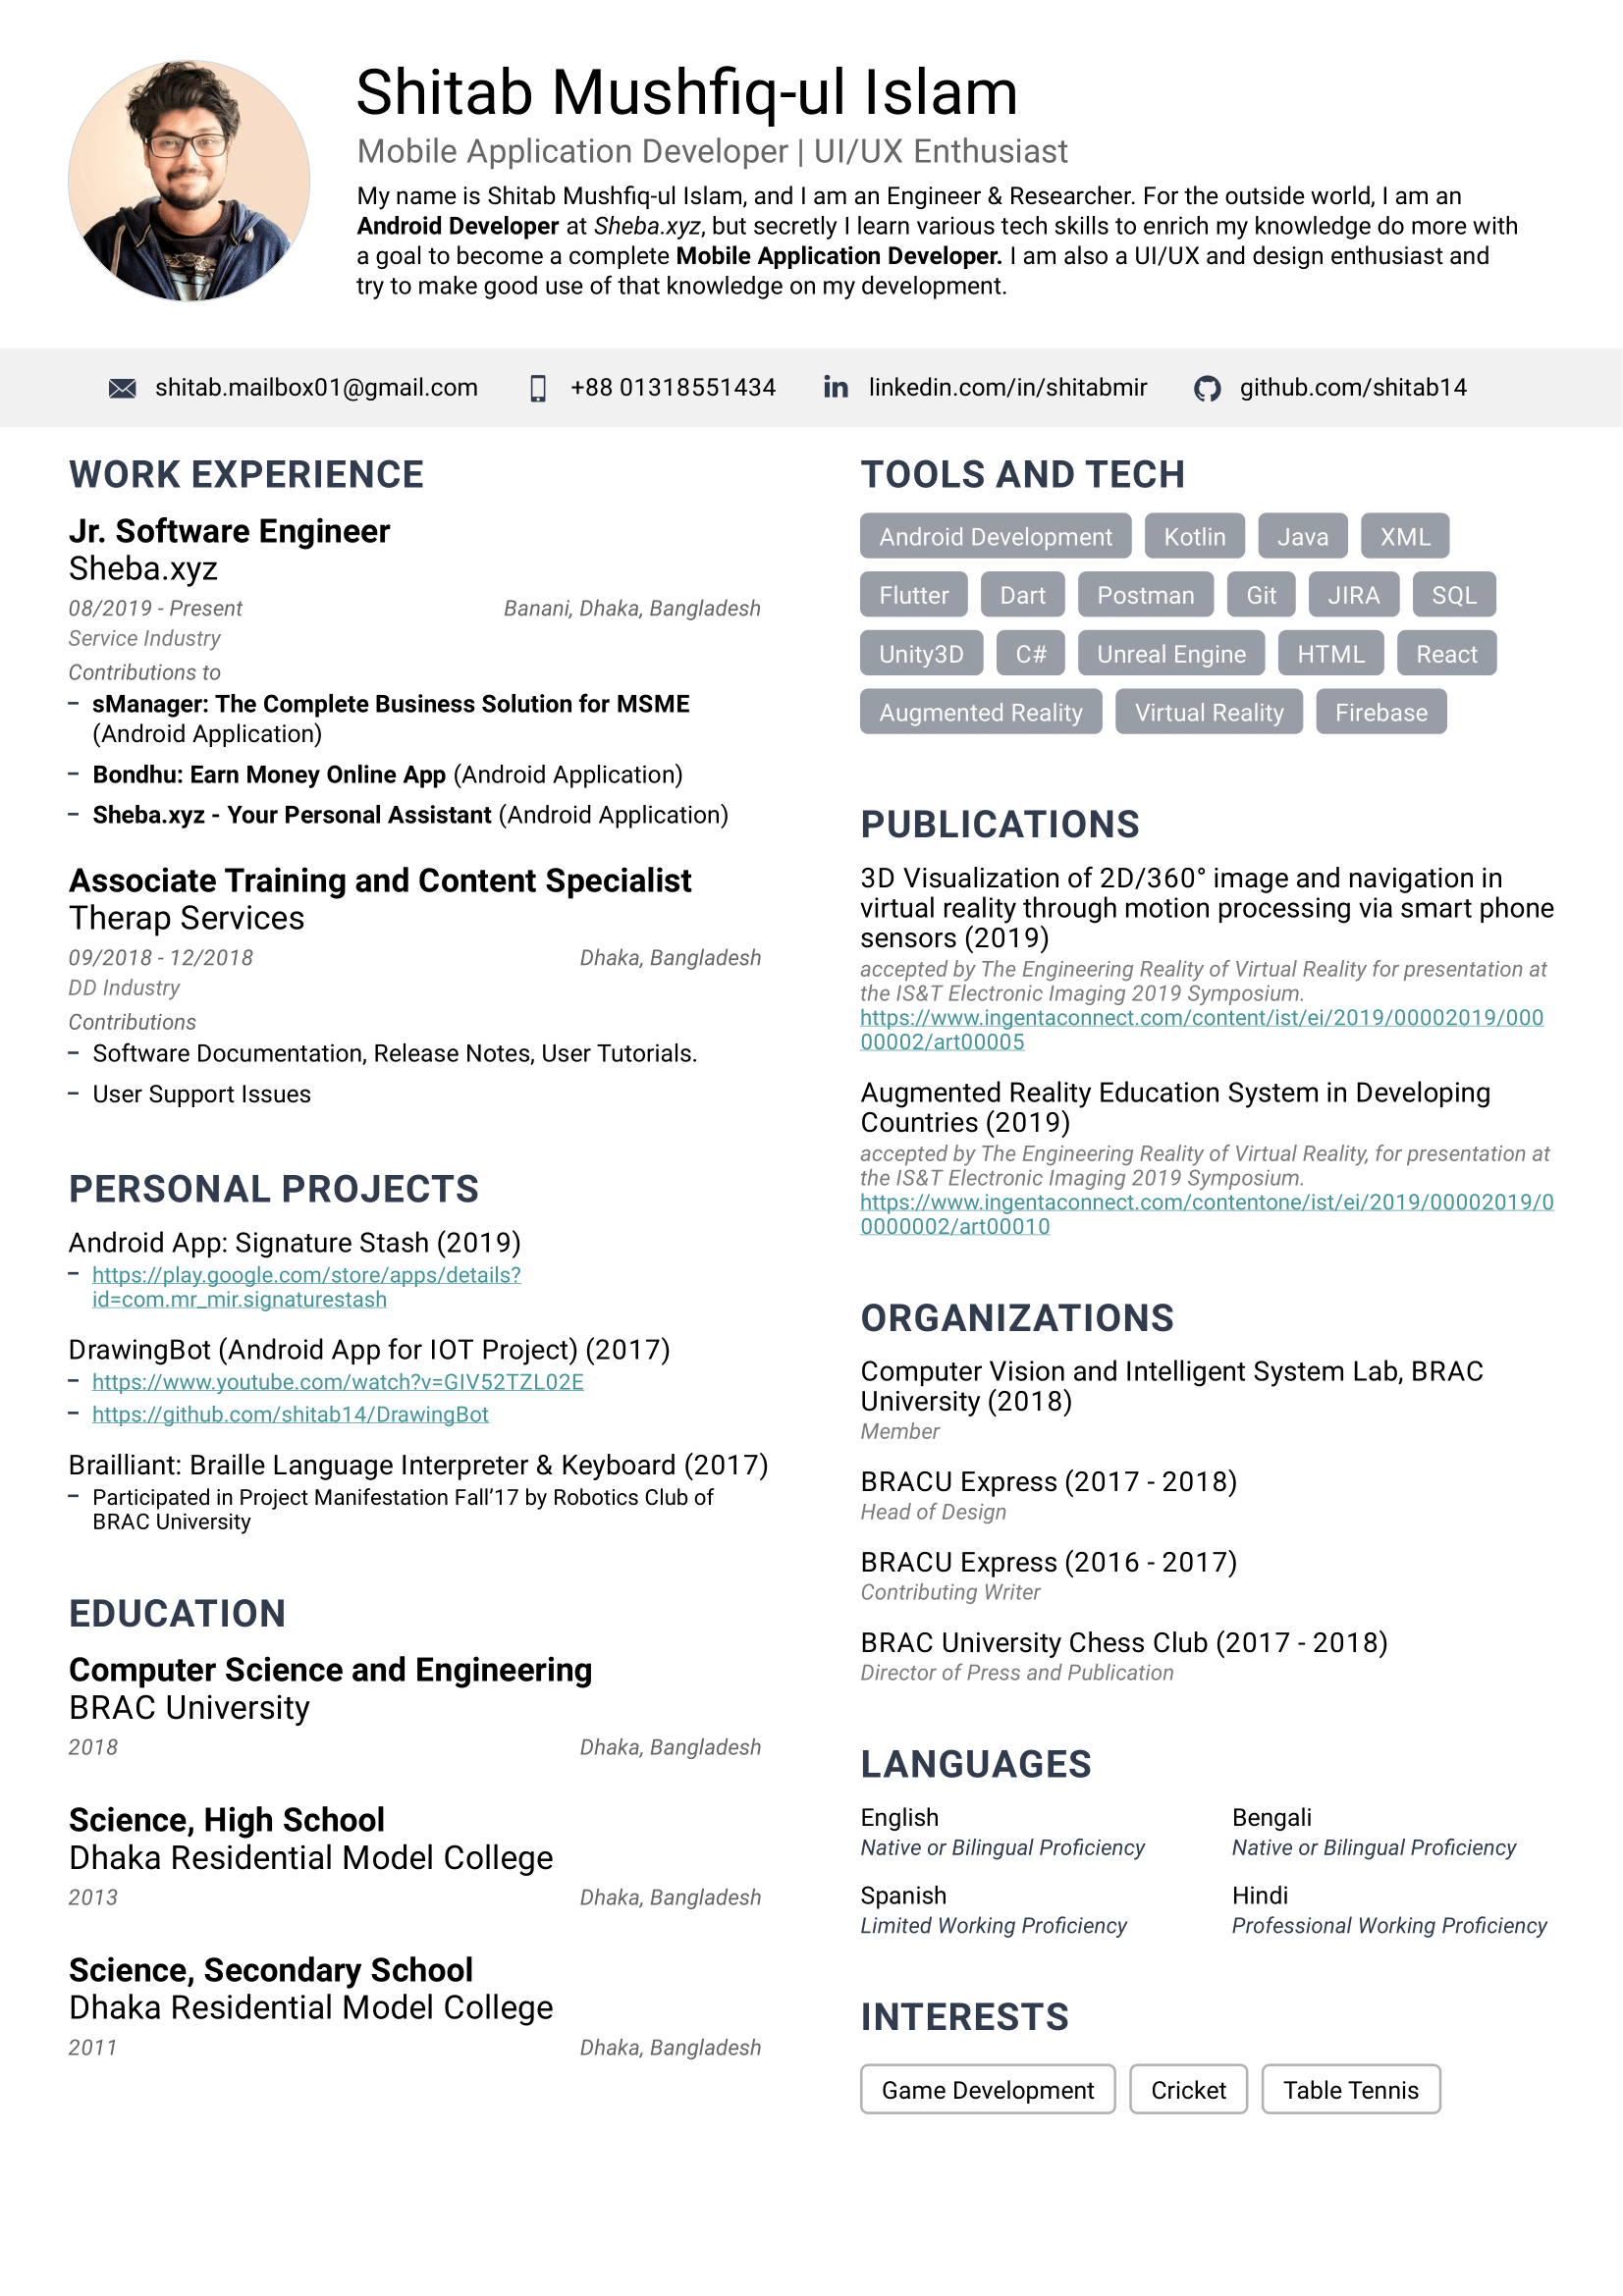 Shitab Mushfiq-ul Islam
Mobile Application Developer | UI/UX Enthusiast
My name is Shitab Mushfiq-ul Islam, and I am an Engineer & Researcher. For the outside world, I am an
Android Developer at Sheba.xyz, but secretly I learn various tech skills to enrich my knowledge do more with
a goal to become a complete Mobile Application Developer. I am also a UI/UX and design enthusiast and
try to make good use of that knowledge on my development.
shitab.mailbox01@gmail.com
+88 01318551434
linkedin.com/in/shitabmir
github.com/shitab14
WORK EXPERIENCE
Jr. Software Engineer
Sheba.xyz
08/2019 - Present Banani, Dhaka, Bangladesh
Service Industry
Contributions to
– sManager: The Complete Business Solution for MSME
(Android Application)
– Bondhu: Earn Money Online App (Android Application)
– Sheba.xyz - Your Personal Assistant (Android Application)
Associate Training and Content Specialist
Therap Services
09/2018 - 12/2018 Dhaka, Bangladesh
DD Industry
Contributions
– Software Documentation, Release Notes, User Tutorials.
– User Support Issues
PERSONAL PROJECTS
Android App: Signature Stash (2019)
– https://play.google.com/store/apps/details?
id=com.mr_mir.signaturestash
DrawingBot (Android App for IOT Project) (2017)
– https://www.youtube.com/watch?v=GIV52TZL02E
– https://github.com/shitab14/DrawingBot
Brailliant: Braille Language Interpreter & Keyboard (2017)
– Participated in Project Manifestation Fall’17 by Robotics Club of
BRAC University
EDUCATION
Computer Science and Engineering
BRAC University
2018 Dhaka, Bangladesh
Science, High School
Dhaka Residential Model College
2013 Dhaka, Bangladesh
Science, Secondary School
Dhaka Residential Model College
2011 Dhaka, Bangladesh
TOOLS AND TECH
Android Development Kotlin Java XML
Flutter Dart Postman Git JIRA SQL
Unity3D C# Unreal Engine HTML React
Augmented Reality Virtual Reality Firebase
PUBLICATIONS
3D Visualization of 2D/360° image and navigation in
virtual reality through motion processing via smart phone
sensors (2019)
accepted by The Engineering Reality of Virtual Reality for presentation at
the IS&T Electronic Imaging 2019 Symposium.
https://www.ingentaconnect.com/content/ist/ei/2019/00002019/000
00002/art00005
Augmented Reality Education System in Developing
Countries (2019)
accepted by The Engineering Reality of Virtual Reality, for presentation at
the IS&T Electronic Imaging 2019 Symposium.
https://www.ingentaconnect.com/contentone/ist/ei/2019/00002019/0
0000002/art00010
ORGANIZATIONS
Computer Vision and Intelligent System Lab, BRAC
University (2018)
Member
BRACU Express (2017 - 2018)
Head of Design
BRACU Express (2016 - 2017)
Contributing Writer
BRAC University Chess Club (2017 - 2018)
Director of Press and Publication
LANGUAGES
English Bengali
Native or Bilingual Proficiency Native or Bilingual Proficiency
Spanish Hindi
Limited Working Proficiency Professional Working Proficiency
INTERESTS
Game Development Cricket Table Tennis